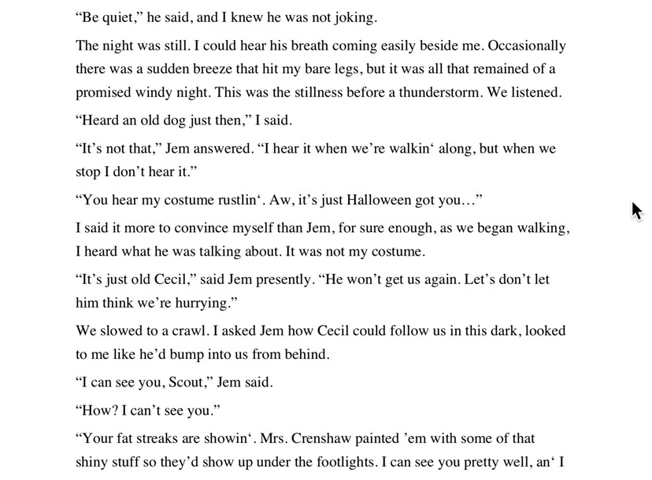 “Be quiet,” he said, and I knew he was not joking.
The night was still. I could hear his breath coming easily beside me. Occasionally
there was a sudden breeze that hit my bare legs, but it was all that remained of a
promised windy night. This was the stillness before a thunderstorm. We listened.
“Heard an old dog just then,” I said.
“It’s not that,” Jem answered. “I hear it when we’re walkin‘ along, but when we
stop I don’t hear it.”
“You hear my costume rustlin‘. Aw, it’s just Halloween got you…”
I said it more to convince myself than Jem, for sure enough, as we began walking,
I heard what he was talking about. It was not my costume.
“It’s just old Cecil,” said Jem presently. “He won’t get us again. Let’s don’t let
him think we’re hurrying.”
We slowed to a crawl. I asked Jem how Cecil could follow us in this dark, looked
to me like he’d bump into us from behind.
“I can see you, Scout,” Jem said.
“How? I can’t see you.”
“Your fat streaks are showin‘. Mrs. Crenshaw painted ’em with some of that
shiny stuff so they’d show up under the footlights. I can see you pretty well, an‘ I